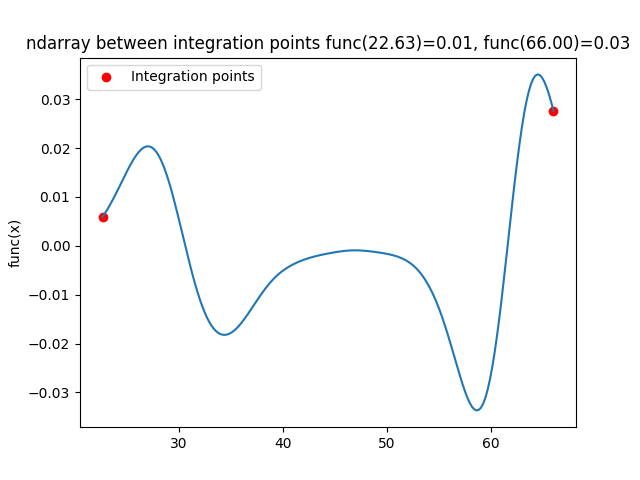 ndarray between integration points func(22.63)=0.01, func(66.00)=0.03
Integration points
func(x)
0.03
0.02
0.01
0.00
−0.01
−0.02
−0.03
30 40 50 60